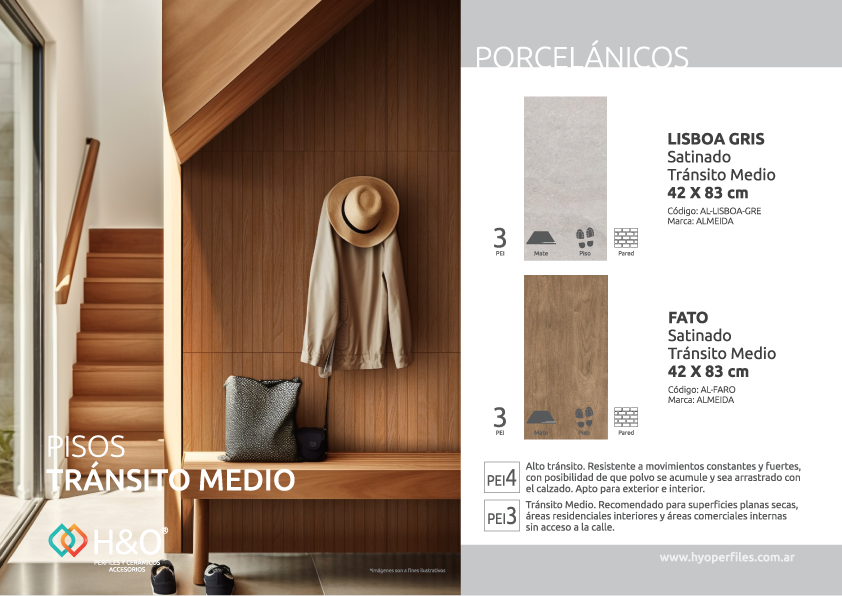 PISOS
TRÁNSITO MEDIO
H&O®
PERFILES Y CERÁMICOS
ACCESORIOS
*Imágenes son a fines ilustrativos
PORCELÁNICOS
LISBOA GRIS
Satinado
Tránsito Medio
42 X 83 cm
Código: AL-LISBOA-GRE
Marca: ALMEIDA
3
PEI
Mate
Piso
Pared
FATO
Satinado
Tránsito Medio
42 X 83 cm
Código: AL-FARO
Marca: ALMEIDA
3
PEI
Mate
Piso
Pared
PEI4
Alto tránsito. Resistente a movimientos constantes y fuertes,
con posibilidad de que polvo se acumule y sea arrastrado con
el calzado. Apto para exterior e interior.
PEI3
Tránsito Medio. Recomendado para superficies planas secas,
áreas residenciales interiores y áreas comerciales internas
sin acceso a la calle.
www.hyoperfiles.com.ar